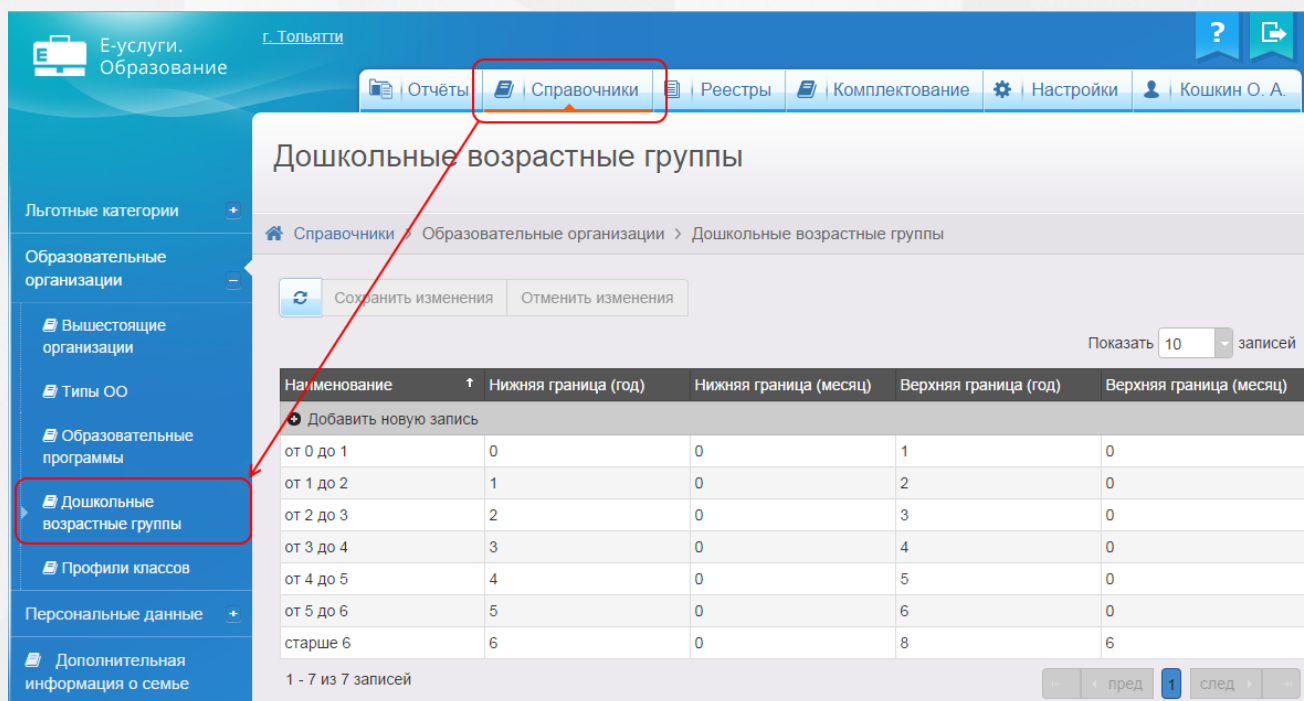 Е-услуги.
Образование
г. Тольятти
?
Отчёты
Справочники
Реестры
Комплектование
Настройки
Кошкин О. А.
Дошкольные возрастные группы
Льготные категории
Образовательные
организации
Вышестоящие
организации
Типы ОО
Образовательные
программы
Дошкольные
возрастные группы
Профили классов
Персональные данные
Дополнительная
информация о семье
Справочники > Образовательные организации > Дошкольные возрастные группы
Сохранить изменения Отменить изменения
Показать 10 записей
Наименование Нижняя граница (год) Нижняя граница (месяц) Верхняя граница (год) Верхняя граница (месяц)
Добавить новую запись
от 0 до 1 0 0 1 0
от 1 до 2 1 0 2 0
от 2 до 3 2 0 3 0
от 3 до 4 3 0 4 0
от 4 до 5 4 0 5 0
от 5 до 6 5 0 6 0
старше 6 6 0 8 6
1 - 7 из 7 записей
пред 1 след